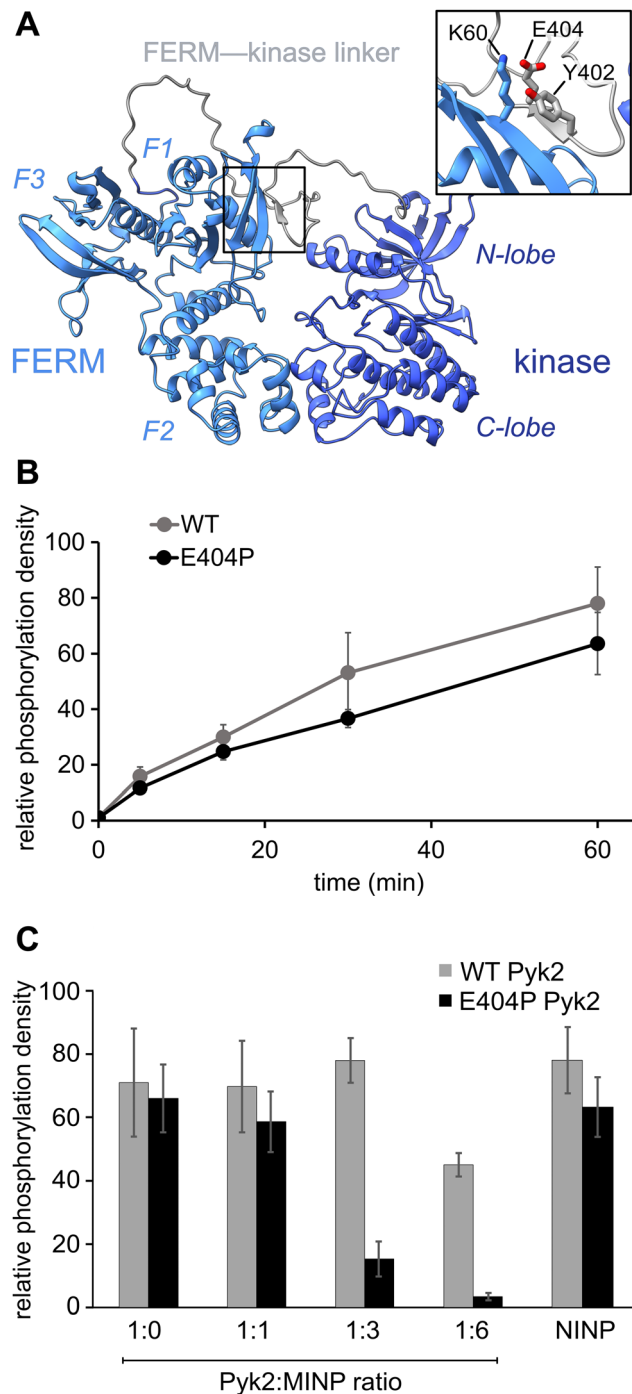 A
FERM—kinase linker
K60
E404
Y402
F1
F3
N-lobe
FERM
kinase
F2
C-lobe
B
WT
E404P
100
80
60
40
20
0
relative phosphorylation density
0 20 40 60
time (min)
C
WT Pyk2
E404P Pyk2
100
80
60
40
20
0
relative phosphorylation density
1:0 1:1 1:3 1:6 NINP
Pyk2:MINP ratio